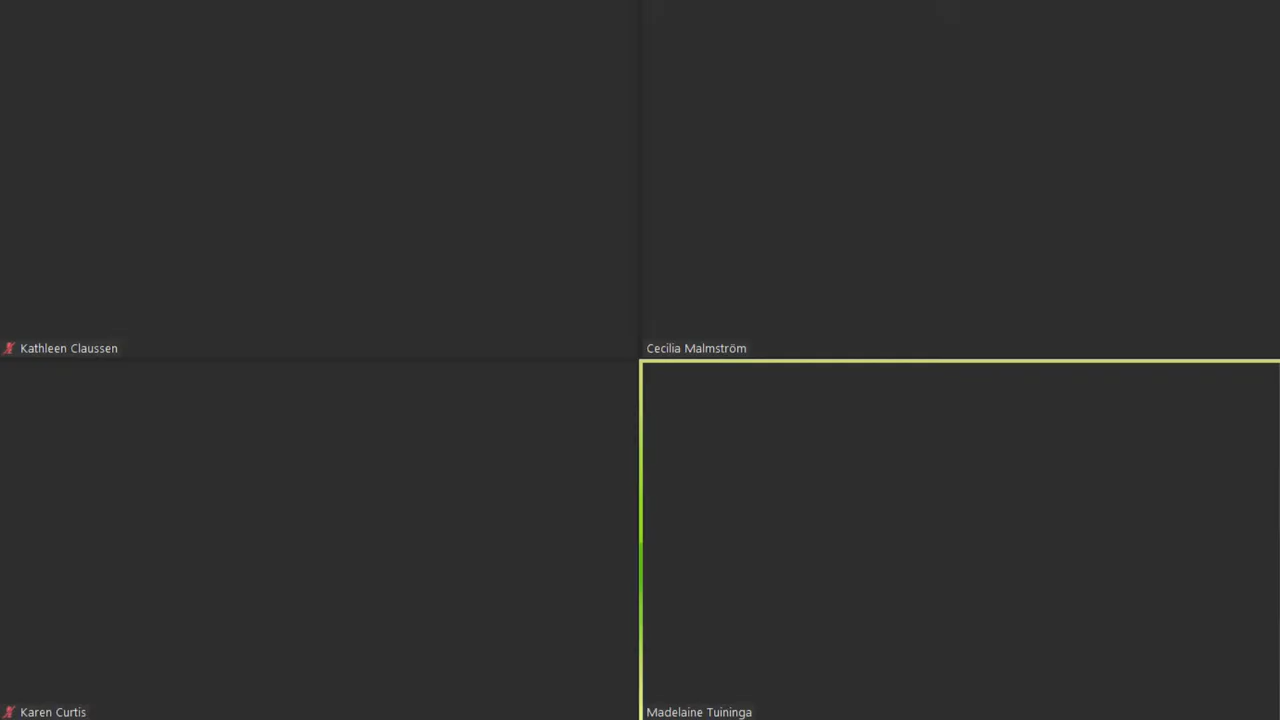 Kathleen Claussen
Cecilia Malmström
Karen Curtis
Madelaine Tuininga